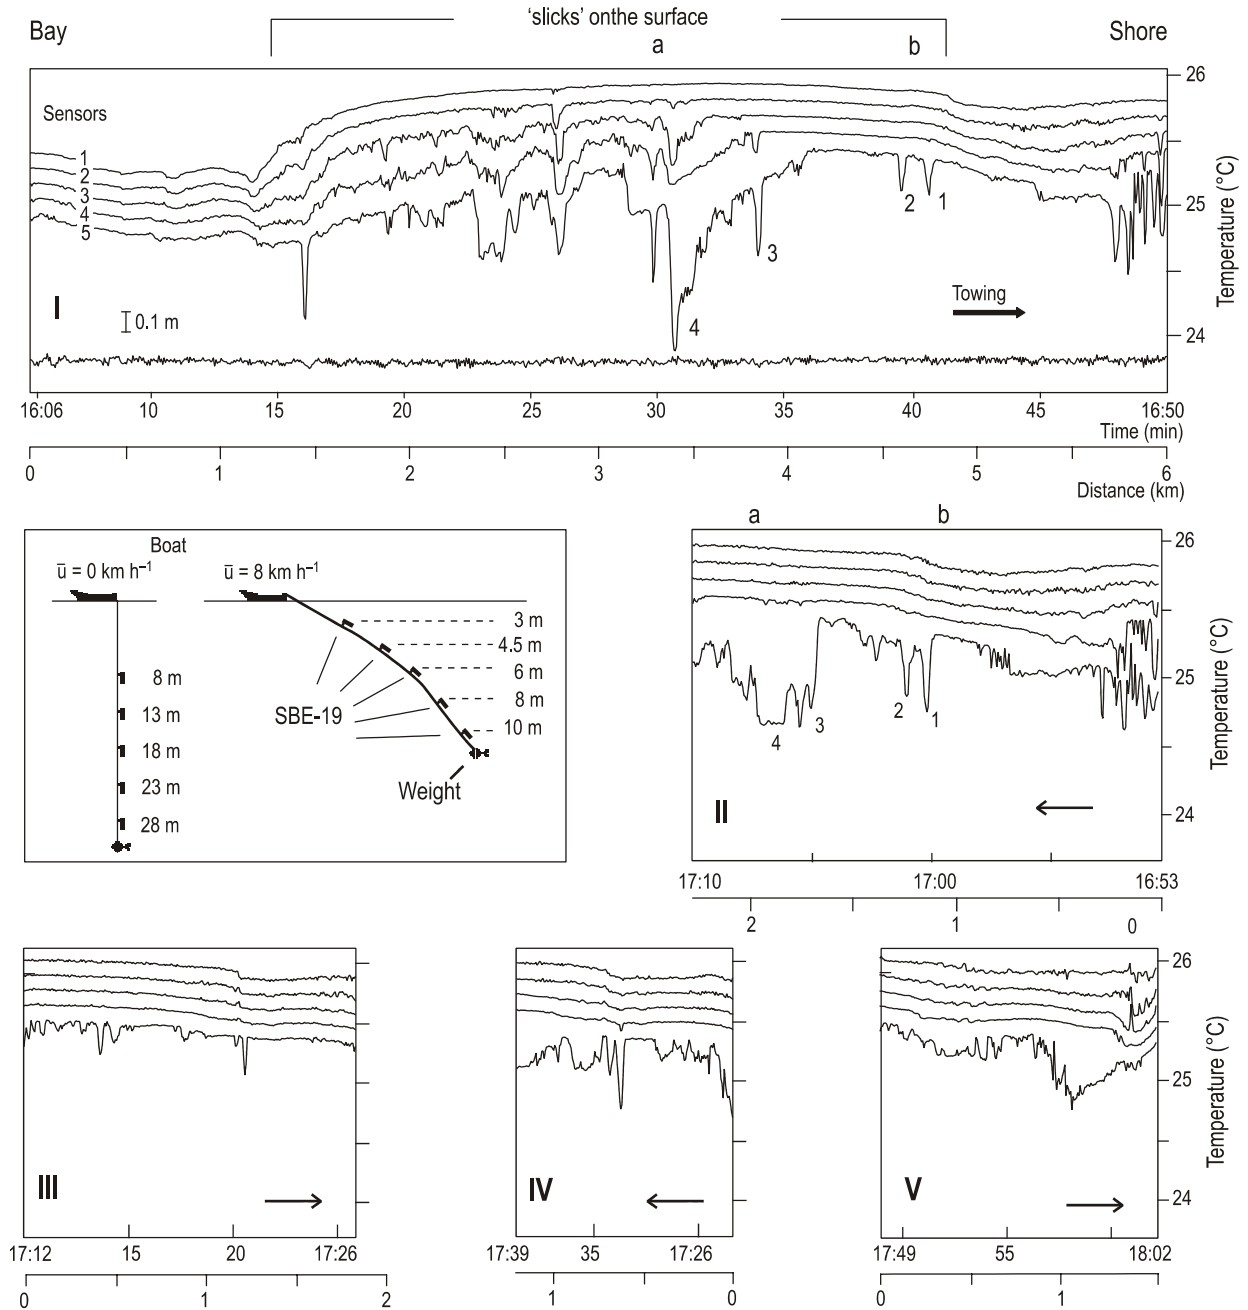 'slicks' onthe surface
Bay
a
b
Shore
26
Sensors
1
2
3
4
5
25
2
1
3
4
Temperature (°C)
Towing
I
0.1 m
24
16:06 10 15 20 25 30 35 40 45 16:50
Time (min)
0 1 2 3 4 5 6
Distance (km)
Boat
u̅ = 0 km h⁻¹
u̅ = 8 km h⁻¹
3 m
4.5 m
6 m
8 m
10 m
8 m
13 m
18 m
23 m
28 m
SBE-19
Weight
a
b
26
25
2
1
3
4
Temperature (°C)
II
24
17:10 17:00 16:53
2 1 0
III
17:12 15 20 17:26
0 1 2
IV
17:39 35 17:26
1 0
26
25
Temperature (°C)
V
24
17:49 55 18:02
0 1